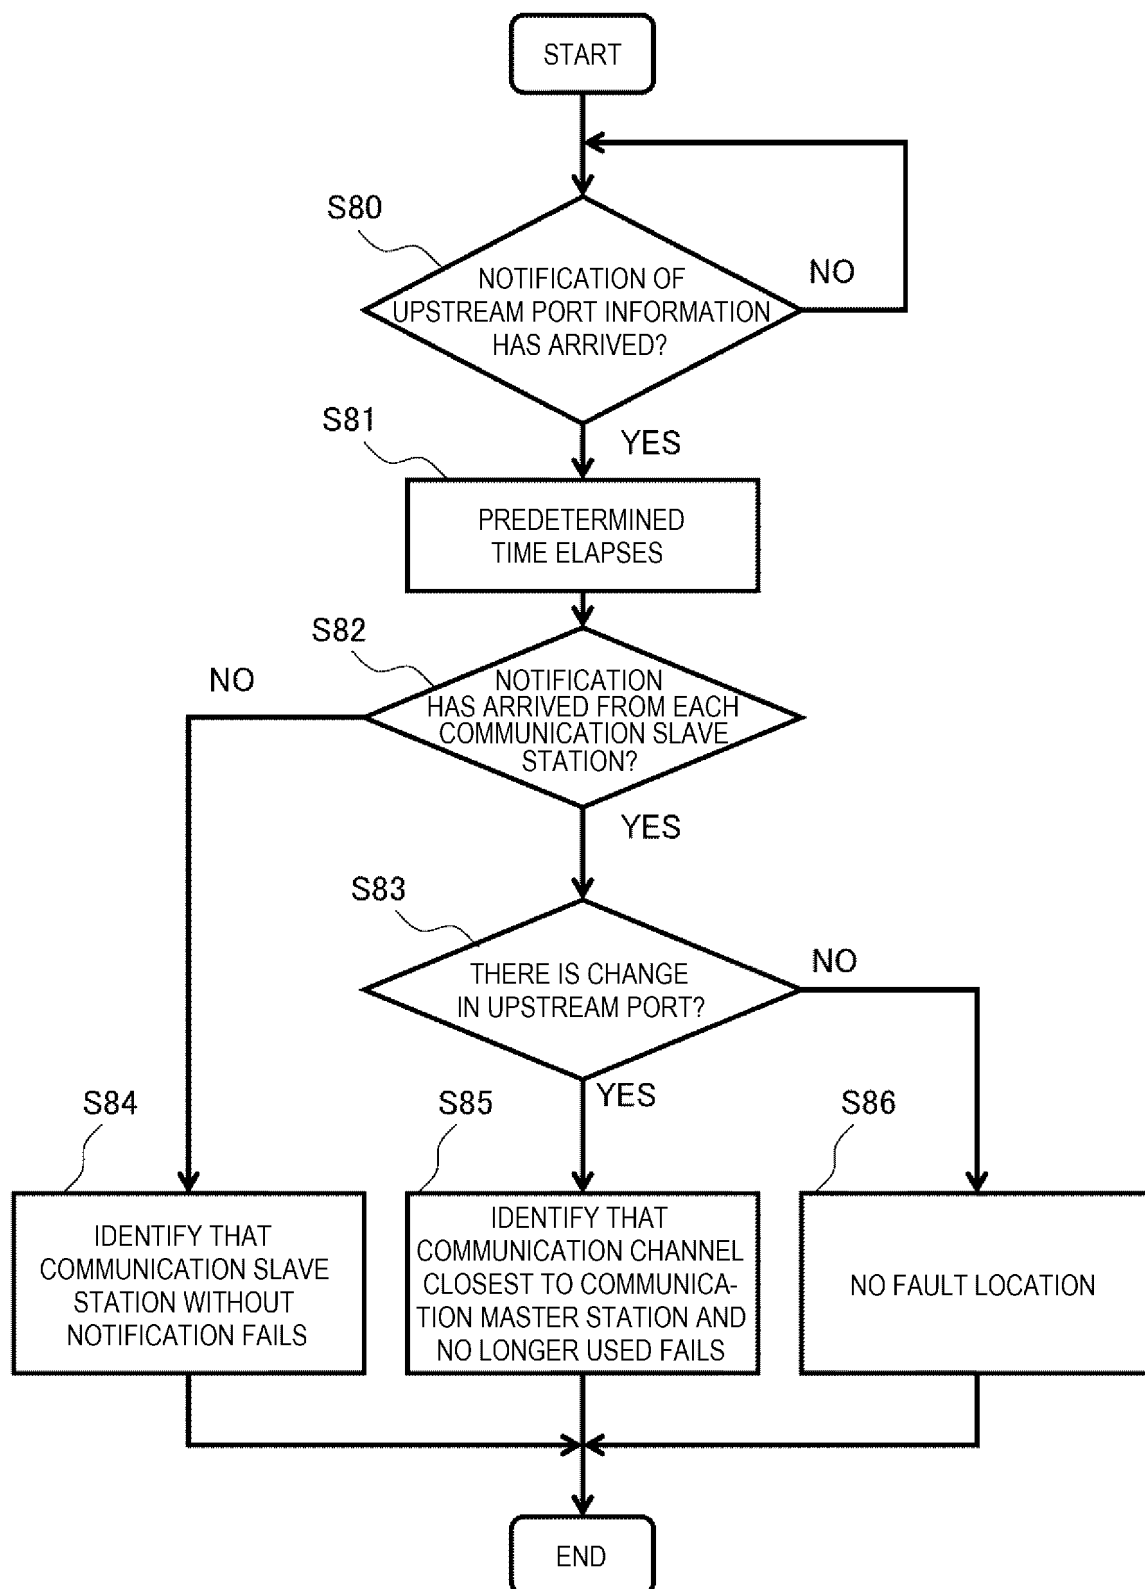 START
S80
NOTIFICATION OF
UPSTREAM PORT INFORMATION
HAS ARRIVED?
NO
S81
YES
PREDETERMINED
TIME ELAPSES
S82
NO
NOTIFICATION
HAS ARRIVED FROM EACH
COMMUNICATION SLAVE
STATION?
YES
S83
THERE IS CHANGE
IN UPSTREAM PORT?
NO
YES
S84
S85
S86
IDENTIFY THAT
COMMUNICATION SLAVE
STATION WITHOUT
NOTIFICATION FAILS
IDENTIFY THAT
COMMUNICATION CHANNEL
CLOSEST TO COMMUNICA-
TION MASTER STATION AND
NO LONGER USED FAILS
NO FAULT LOCATION
END